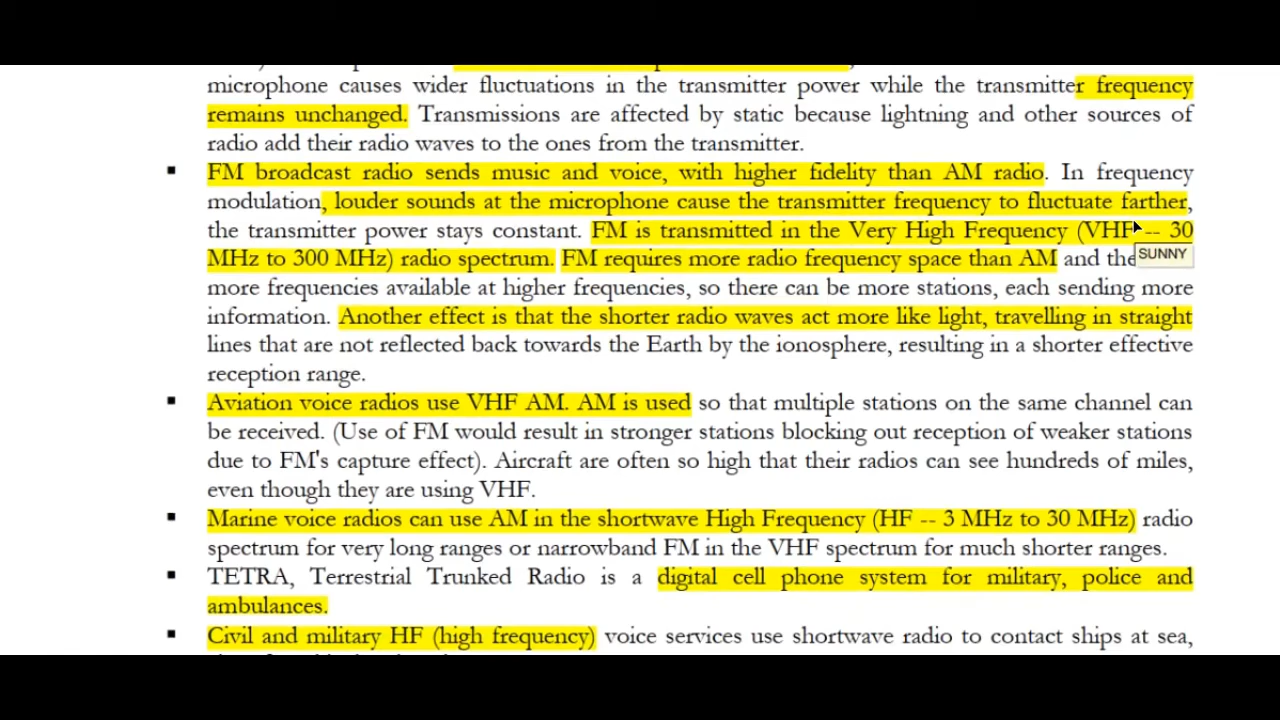 microphone causes wider fluctuations in the transmitter power while the transmitter frequency
remains unchanged. Transmissions are affected by static because lightning and other sources of
radio add their radio waves to the ones from the transmitter.
▪ FM broadcast radio sends music and voice, with higher fidelity than AM radio. In frequency
modulation, louder sounds at the microphone cause the transmitter frequency to fluctuate farther,
the transmitter power stays constant. FM is transmitted in the Very High Frequency (VHF -- 30
MHz to 300 MHz) radio spectrum. FM requires more radio frequency space than AM and the
SUNNY
more frequencies available at higher frequencies, so there can be more stations, each sending more
information. Another effect is that the shorter radio waves act more like light, travelling in straight
lines that are not reflected back towards the Earth by the ionosphere, resulting in a shorter effective
reception range.
▪ Aviation voice radios use VHF AM. AM is used so that multiple stations on the same channel can
be received. (Use of FM would result in stronger stations blocking out reception of weaker stations
due to FM's capture effect). Aircraft are often so high that their radios can see hundreds of miles,
even though they are using VHF.
▪ Marine voice radios can use AM in the shortwave High Frequency (HF -- 3 MHz to 30 MHz) radio
spectrum for very long ranges or narrowband FM in the VHF spectrum for much shorter ranges.
▪ TETRA, Terrestrial Trunked Radio is a digital cell phone system for military, police and
ambulances.
▪ Civil and military HF (high frequency) voice services use shortwave radio to contact ships at sea,